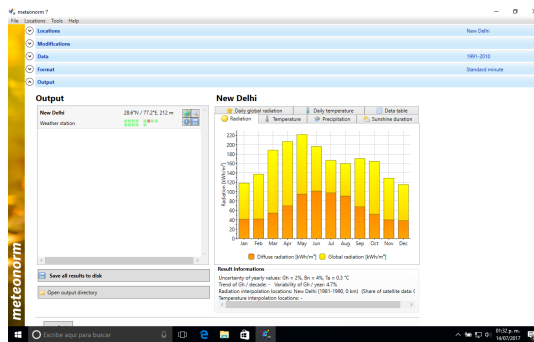 meteonorm 7
File Locations Tools Help
Locations New Delhi
Modifications
Data 1991-2010
Format Standard minute
Output
Output
New Delhi 28.6°N / 77.2°E, 212 m
Weather station
Save all results to disk
Open output directory
New Delhi
Daily global radiation Daily temperature Data table
Radiation Temperature Precipitation Sunshine duration
Radiation [kWh/m²]
220
200
180
160
140
120
100
80
60
40
20
0
Jan Feb Mar Apr May Jun Jul Aug Sep Oct Nov Dec
Diffuse radiation [kWh/m²] Global radiation [kWh/m²]
Result informations
Uncertainty of yearly values: Gh = 2%, Bn = 4%, Ta = 0.3 °C
Trend of Gh / decade: - Variability of Gh / year: 4.7%
Radiation interpolation locations: New Delhi (1981-1990, 0 km) (Share of satellite data: 
Temperature interpolation locations: -
meteonorm
Escribe aquí para buscar
01:32 p. m.
14/07/2017